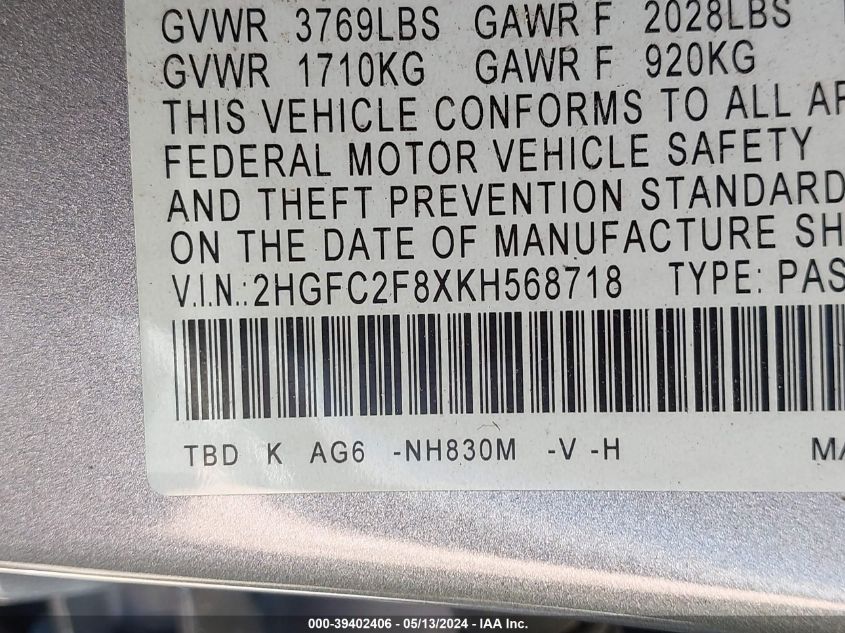 GVWR 3769LBS GAWR F 2028LBS
GVWR 1710KG GAWR F 920KG
THIS VEHICLE CONFORMS TO ALL AP
FEDERAL MOTOR VEHICLE SAFETY
AND THEFT PREVENTION STANDARD
ON THE DATE OF MANUFACTURE SH
V.I.N.:2HGFC2F8XKH568718 TYPE: PAS
TBD K AG6 -NH830M -V -H MA
000-39402406 - 05/13/2024 - IAA Inc.